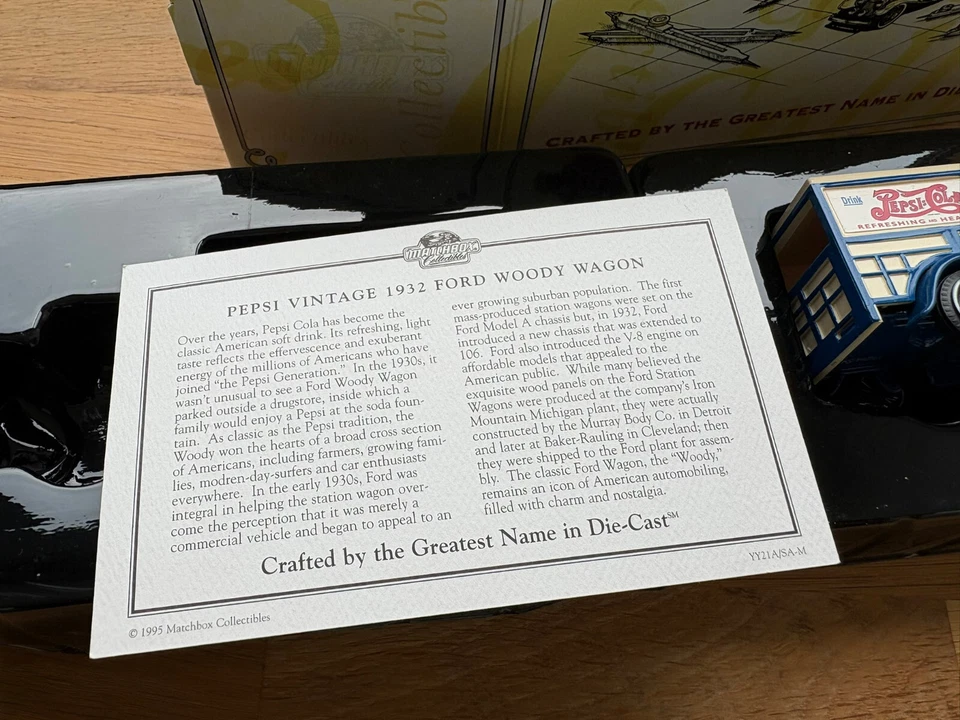 Collectib
CRAFTED BY THE GREATEST NAME IN DIE
Drink
PEPSI-COL
REFRESHING AND HEA
MATCHBOX
Collectibles
PEPSI VINTAGE 1932 FORD WOODY WAGON
Over the years, Pepsi Cola has become the
classic American soft drink. Its refreshing, light
taste reflects the effervescence and exuberant
energy of the millions of Americans who have
joined “the Pepsi Generation.” In the 1930s, it
wasn’t unusual to see a Ford Woody Wagon
parked outside a drugstore, inside which a
family would enjoy a Pepsi at the soda foun-
tain. As classic as the Pepsi tradition, the
Woody won the hearts of a broad cross section
of Americans, including farmers, growing fami-
lies, modren-day-surfers and car enthusiasts
everywhere. In the early 1930s, Ford was
integral in helping the station wagon over-
come the perception that it was merely a
commercial vehicle and began to appeal to an
ever growing suburban population. The first
mass-produced station wagons were set on the
Ford Model A chassis but, in 1932, Ford
introduced a new chassis that was extended to
106. Ford also introduced the V-8 engine on
affordable models that appealed to the
American public. While many believed the
exquisite wood panels on the Ford Station
Wagons were produced at the company’s Iron
Mountain Michigan plant, they were actually
constructed by the Murray Body Co. in Detroit
and later at Baker-Rauling in Cleveland; then
they were shipped to the Ford plant for assem-
bly. The classic Ford Wagon, the “Woody,”
remains an icon of American automobiling,
filled with charm and nostalgia.
Crafted by the Greatest Name in Die-Cast℠
YY21A/SA-M
© 1995 Matchbox Collectibles